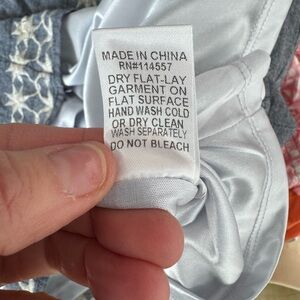 MADE IN CHINA
RN#114557
DRY FLAT-LAY
GARMENT ON
FLAT SURFACE
HAND WASH COLD
OR DRY CLEAN
WASH SEPARATELY
DO NOT BLEACH